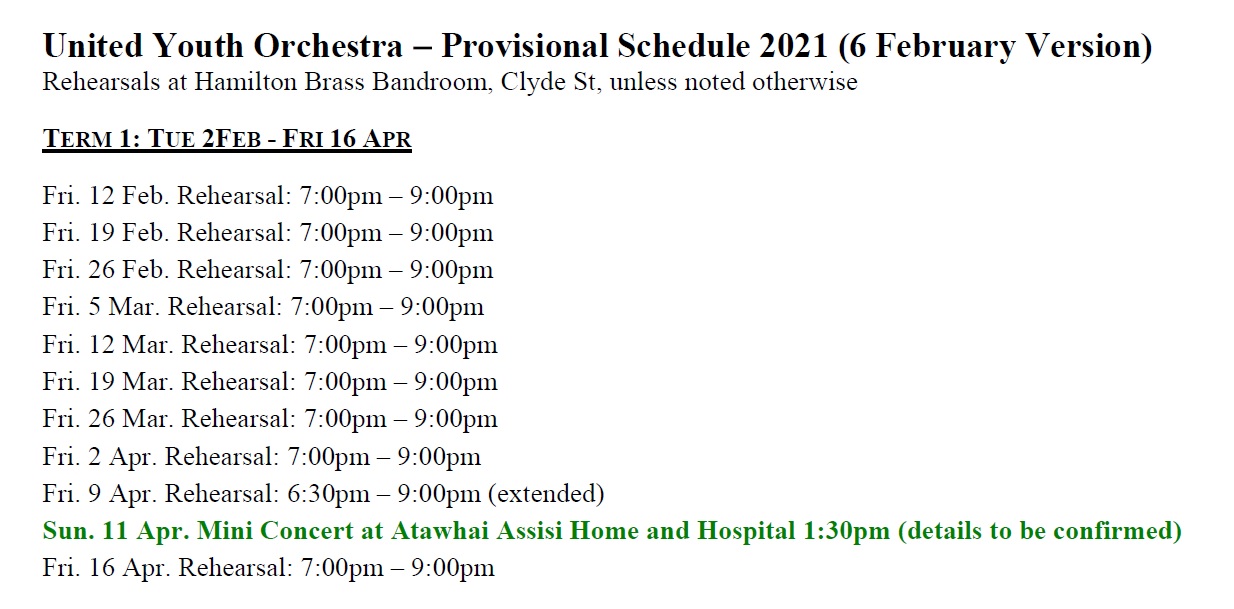 United Youth Orchestra – Provisional Schedule 2021 (6 February Version)
Rehearsals at Hamilton Brass Bandroom, Clyde St, unless noted otherwise
TERM 1: TUE 2FEB - FRI 16 APR
Fri. 12 Feb. Rehearsal: 7:00pm – 9:00pm
Fri. 19 Feb. Rehearsal: 7:00pm – 9:00pm
Fri. 26 Feb. Rehearsal: 7:00pm – 9:00pm
Fri. 5 Mar. Rehearsal: 7:00pm – 9:00pm
Fri. 12 Mar. Rehearsal: 7:00pm – 9:00pm
Fri. 19 Mar. Rehearsal: 7:00pm – 9:00pm
Fri. 26 Mar. Rehearsal: 7:00pm – 9:00pm
Fri. 2 Apr. Rehearsal: 7:00pm – 9:00pm
Fri. 9 Apr. Rehearsal: 6:30pm – 9:00pm (extended)
Sun. 11 Apr. Mini Concert at Atawhai Assisi Home and Hospital 1:30pm (details to be confirmed)
Fri. 16 Apr. Rehearsal: 7:00pm – 9:00pm